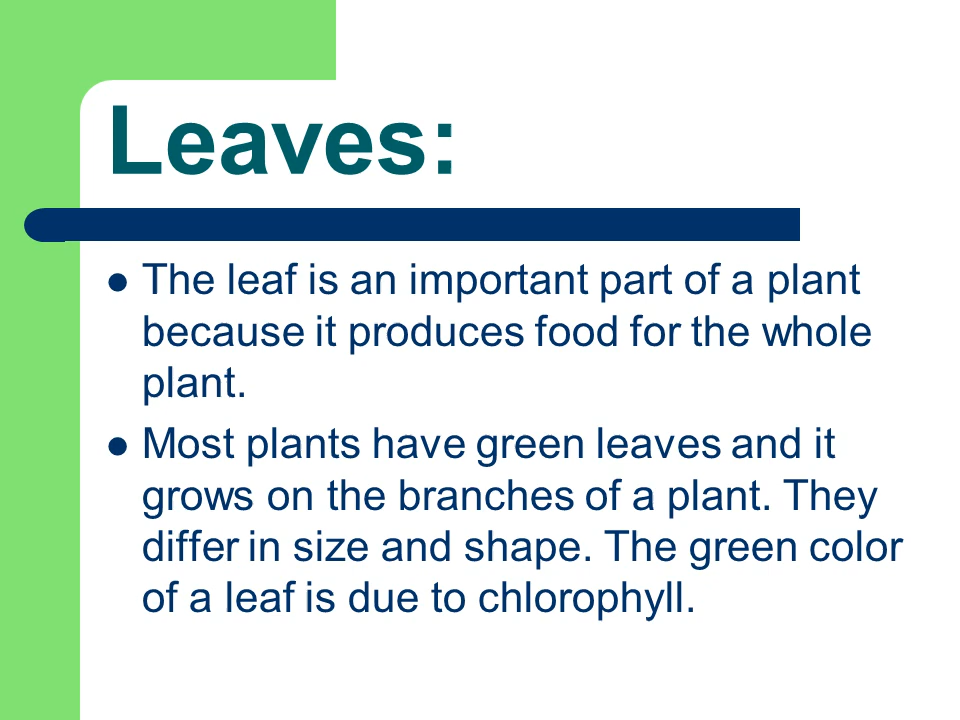 Leaves:
● The leaf is an important part of a plant
because it produces food for the whole
plant.
● Most plants have green leaves and it
grows on the branches of a plant. They
differ in size and shape. The green color
of a leaf is due to chlorophyll.